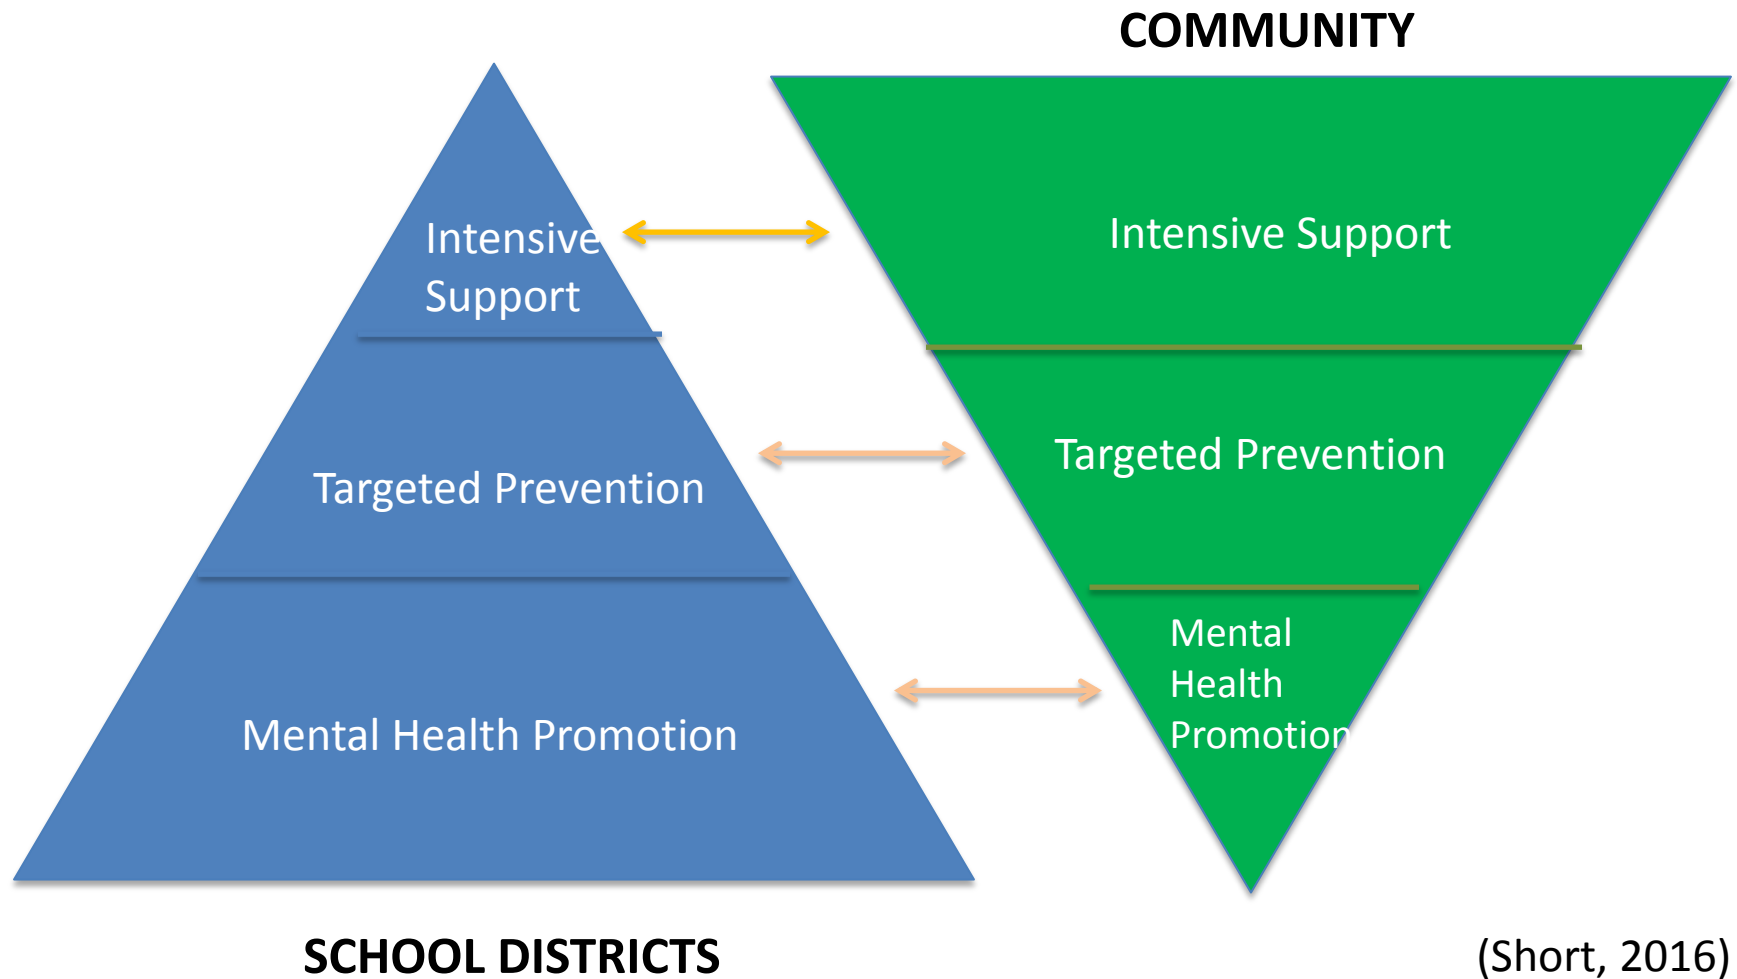 COMMUNITY
Intensive
Support
Intensive Support
Targeted Prevention
Targeted Prevention
Mental
Health
Promotion
Mental Health Promotion
SCHOOL DISTRICTS
(Short, 2016)